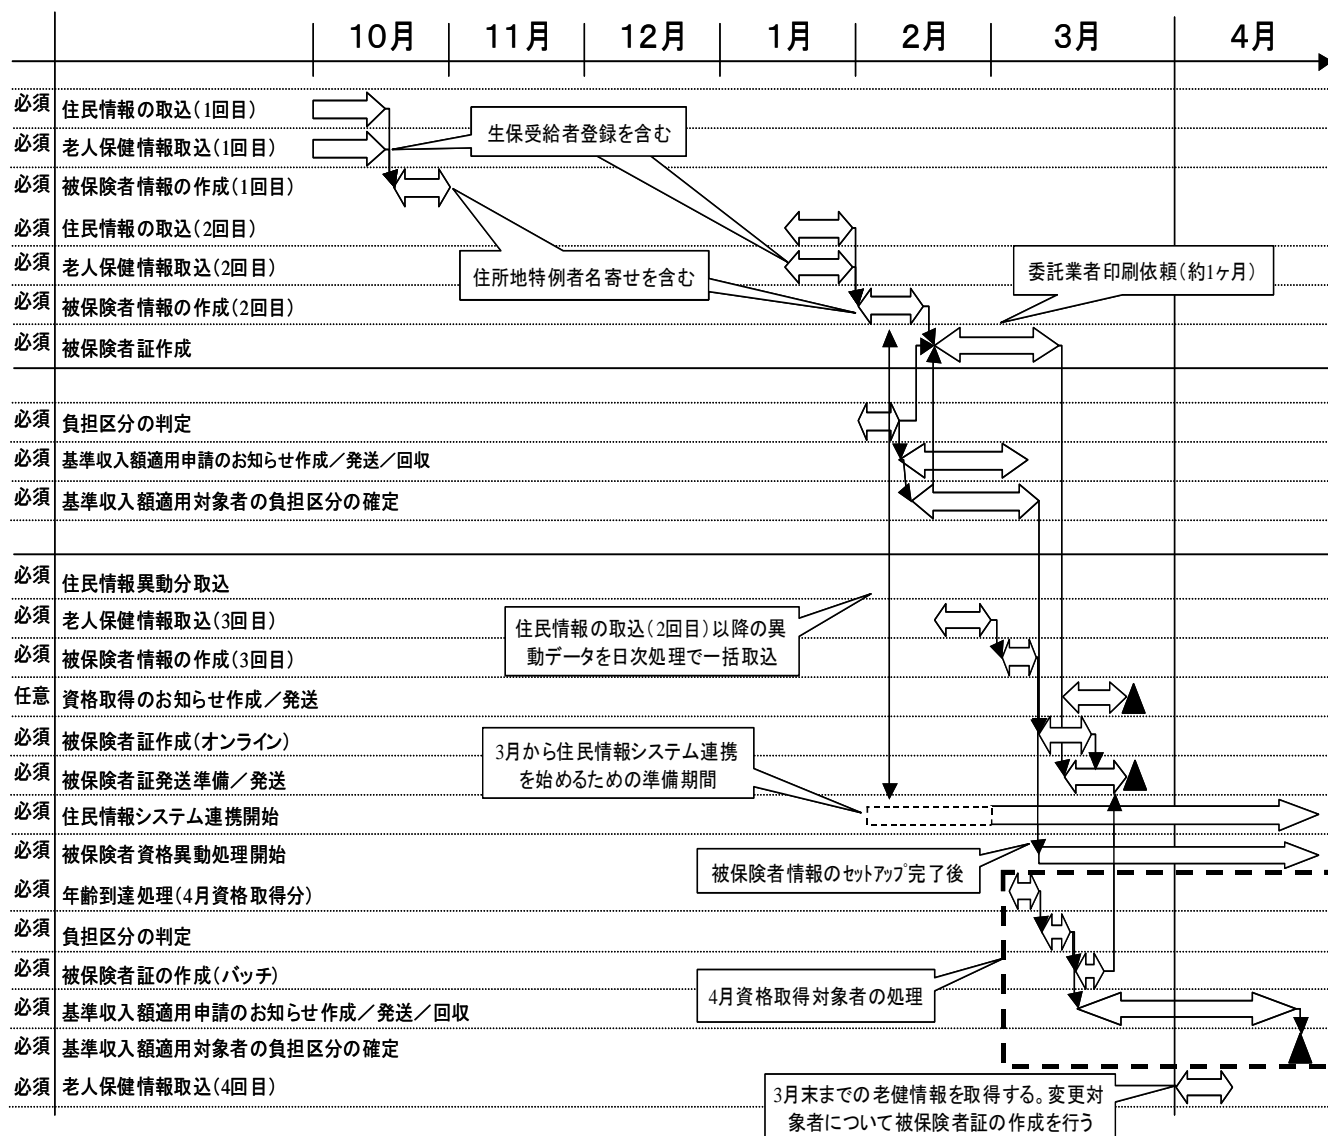 10月 11月 12月 1月 2月 3月 4月
必須 住民情報の取込(1回目)
必須 老人保健情報取込(1回目)
生保受給者登録を含む
必須 被保険者情報の作成(1回目)
必須 住民情報の取込(2回目)
必須 老人保健情報取込(2回目)
住所地特例者名寄せを含む
委託業者印刷依頼(約1ヶ月)
必須 被保険者情報の作成(2回目)
必須 被保険者証作成
必須 負担区分の判定
必須 基準収入額適用申請のお知らせ作成/発送/回収
必須 基準収入額適用対象者の負担区分の確定
必須 住民情報異動分取込
必須 老人保健情報取込(3回目)
住民情報の取込(2回目)以降の異
動データを日次処理で一括取込
必須 被保険者情報の作成(3回目)
任意 資格取得のお知らせ作成/発送
必須 被保険者証作成(オンライン)
3月から住民情報システム連携
を始めるための準備期間
必須 被保険者証発送準備/発送
必須 住民情報システム連携開始
必須 被保険者資格異動処理開始
被保険者情報のセットアップ完了後
必須 年齢到達処理(4月資格取得分)
必須 負担区分の判定
必須 被保険者証の作成(バッチ)
4月資格取得対象者の処理
必須 基準収入額適用申請のお知らせ作成/発送/回収
必須 基準収入額適用対象者の負担区分の確定
必須 老人保健情報取込(4回目)
3月末までの老健情報を取得する。変更対
象者について被保険者証の作成を行う